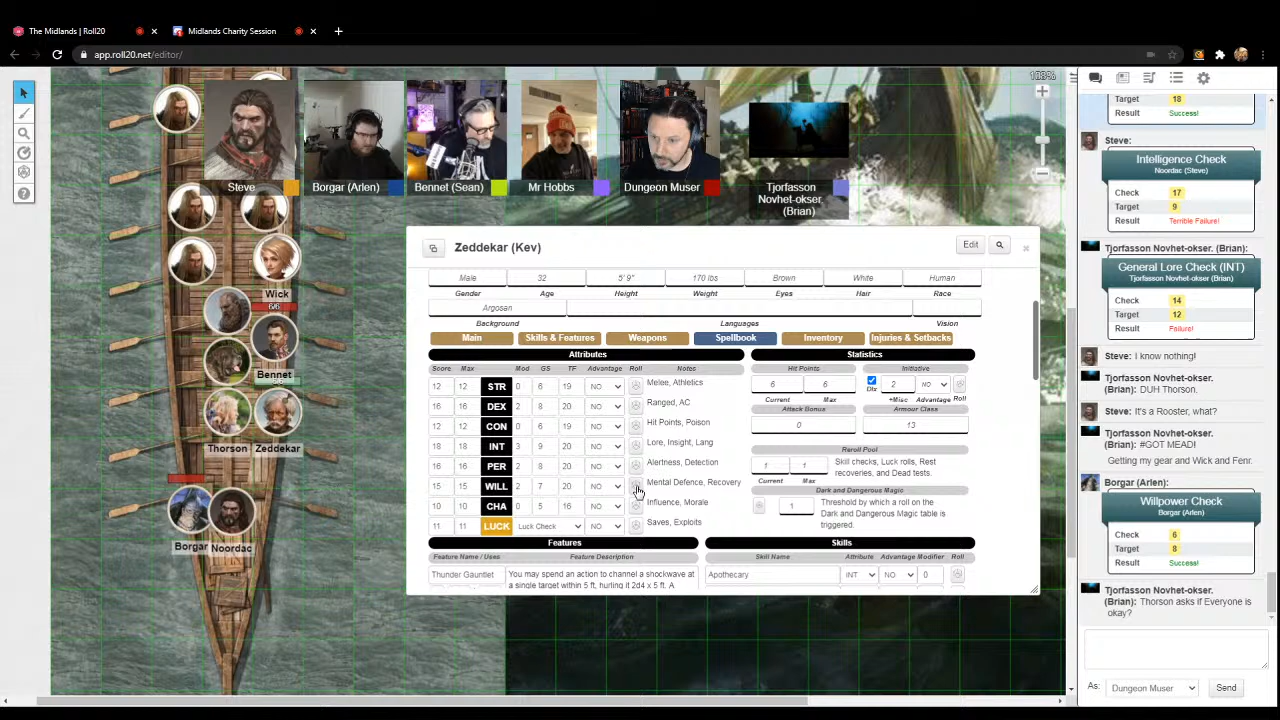 The Midlands | Roll20
Midlands Charity Session
app.roll20.net/editor/
103%
Steve
Borgar (Arlen)
Bennet (Sean)
Mr Hobbs
Dungeon Muser
Tjorfasson
Novhet-okser.
(Brian)
Wick
6/6
Bennet
Thorson
Zeddekar
Borgar
Noordac
Zeddekar (Kev)
Edit
Male 32 5' 9" 170 lbs Brown White Human
Gender Age Height Weight Eyes Hair Race
Argosan
Background Languages Vision
Main Skills & Features Weapons Spellbook Inventory Injuries & Setbacks
Attributes
Score Max Mod GS TF Advantage Roll Notes
12 12 STR 0 6 19 NO Melee, Athletics
16 16 DEX 2 8 20 NO Ranged, AC
12 12 CON 0 6 19 NO Hit Points, Poison
18 18 INT 3 9 20 NO Lore, Insight, Lang
16 16 PER 2 8 20 NO Alertness, Detection
15 15 WILL 2 7 20 NO Mental Defence, Recovery
10 10 CHA 0 5 16 NO Influence, Morale
11 11 LUCK Luck Check NO Saves, Exploits
Statistics
Hit Points Initiative
6 6 2 NO
Current Max Dix +Misc Advantage Roll
Attack Bonus Armour Class
0 13
Reroll Pool
1 1 Skill checks, Luck rolls, Rest
recoveries, and Dead tests.
Current Max
Dark and Dangerous Magic
1 Threshold by which a roll on the
Dark and Dangerous Magic table is
triggered.
Features
Feature Name / Uses Feature Description
Thunder Gauntlet You may spend an action to channel a shockwave at
a single target within 5 ft, hurling it 2d4 x 5 ft. A
Skills
Skill Name Attribute Advantage Modifier Roll
Apothecary INT NO 0
Target 18
Result Success!
Steve:
Intelligence Check
Noordac (Steve)
Check 17
Target 9
Result Terrible Failure!
Tjorfasson Novhet-okser. (Brian):
General Lore Check (INT)
Tjorfasson Novhet-okser. (Brian)
Check 14
Target 12
Result Failure!
Steve: I know nothing!
Tjorfasson Novhet-okser.
(Brian): DUH Thorson.
Steve: It's a Rooster, what?
Tjorfasson Novhet-okser.
(Brian): #GOT MEAD!
Getting my gear and Wick and Fenr.
Borgar (Arlen):
Willpower Check
Borgar (Arlen)
Check 6
Target 8
Result Success!
Tjorfasson Novhet-okser.
(Brian): Thorson asks if Everyone is
okay?
As: Dungeon Muser
Send